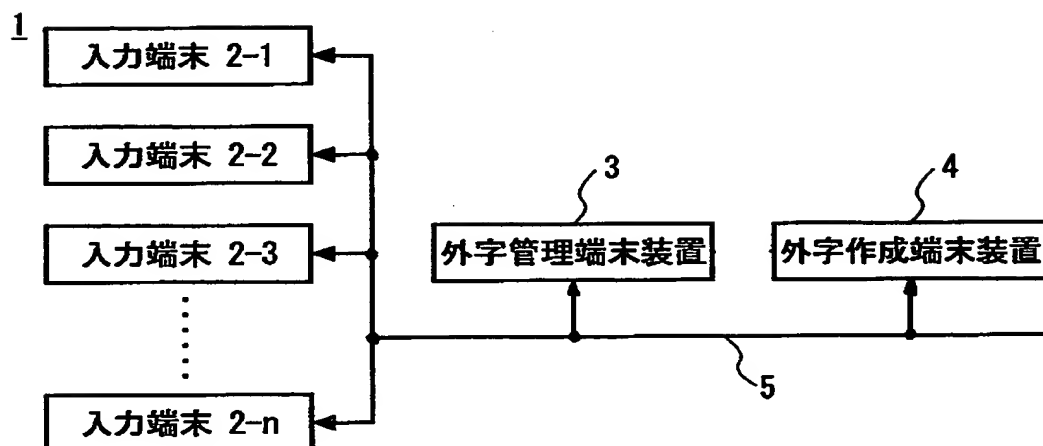 1
入力端末 2-1
入力端末 2-2
3
4
入力端末 2-3
外字管理端末装置
外字作成端末装置
5
入力端末 2-n